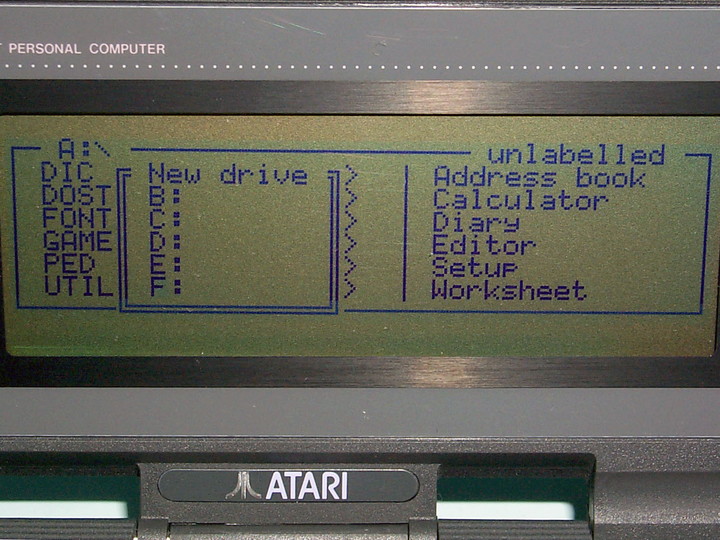 PERSONAL COMPUTER
A:\ unlabelled
DIC New drive > Address book
DOST B: > Calculator
FONT C: > Diary
GAME D: > Editor
PED E: > Setup
UTIL F: > Worksheet
ATARI